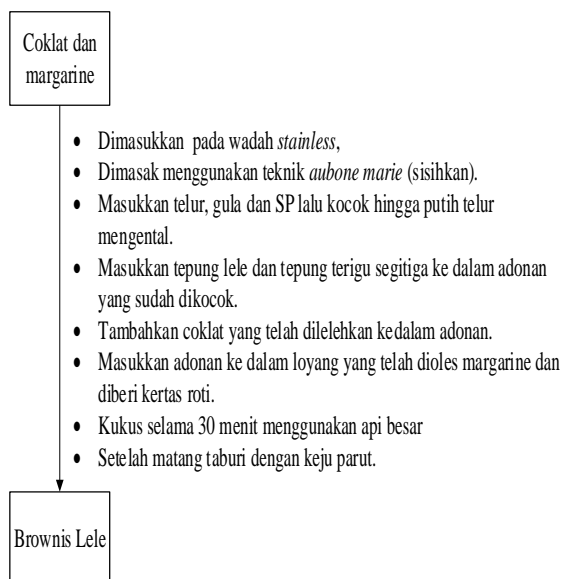 Coklat dan
margarine
• Dimasukkan pada wadah stainless,
• Dimasak menggunakan teknik aubone marie (sisihkan).
• Masukkan telur, gula dan SP lalu kocok hingga putih telur
mengental.
• Masukkan tepung lele dan tepung terigu segitiga ke dalam adonan
yang sudah dikocok.
• Tambahkan coklat yang telah dilelehkan kedalam adonan.
• Masukkan adonan ke dalam loyang yang telah dioles margarine dan
diberi kertas roti.
• Kukus selama 30 menit menggunakan api besar
• Setelah matang taburi dengan keju parut.
Brownis Lele